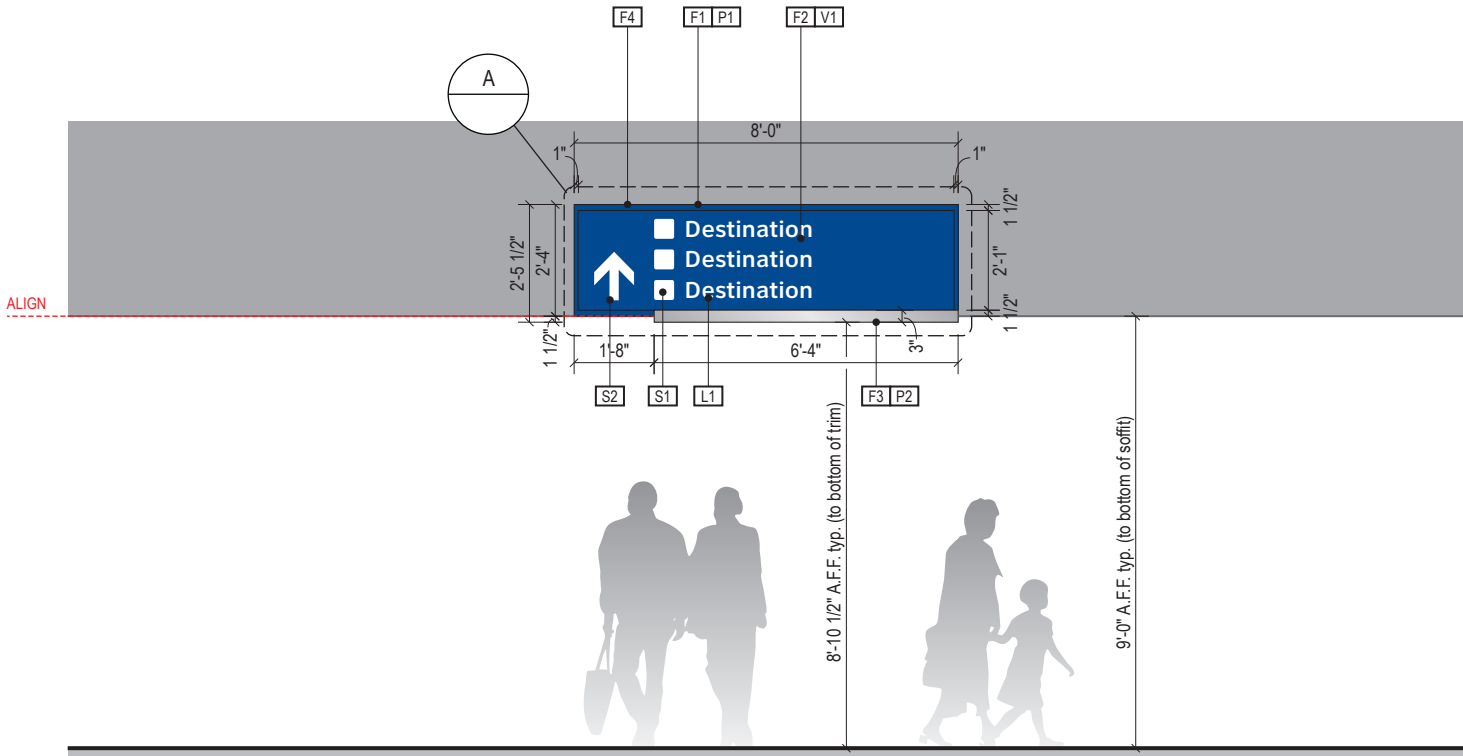 F4
F1 P1
F2 V1
A
8'-0"
1"
1"
1 1/2"
2'-5 1/2"
2'-4"
Destination
Destination
Destination
2'-1"
ALIGN
1 1/2"
1 1/2"
1'-8"
6'-4"
3"
S2
S1
L1
F3 P2
8'-10 1/2" A.F.F. typ. (to bottom of trim)
9'-0" A.F.F. typ. (to bottom of soffit)